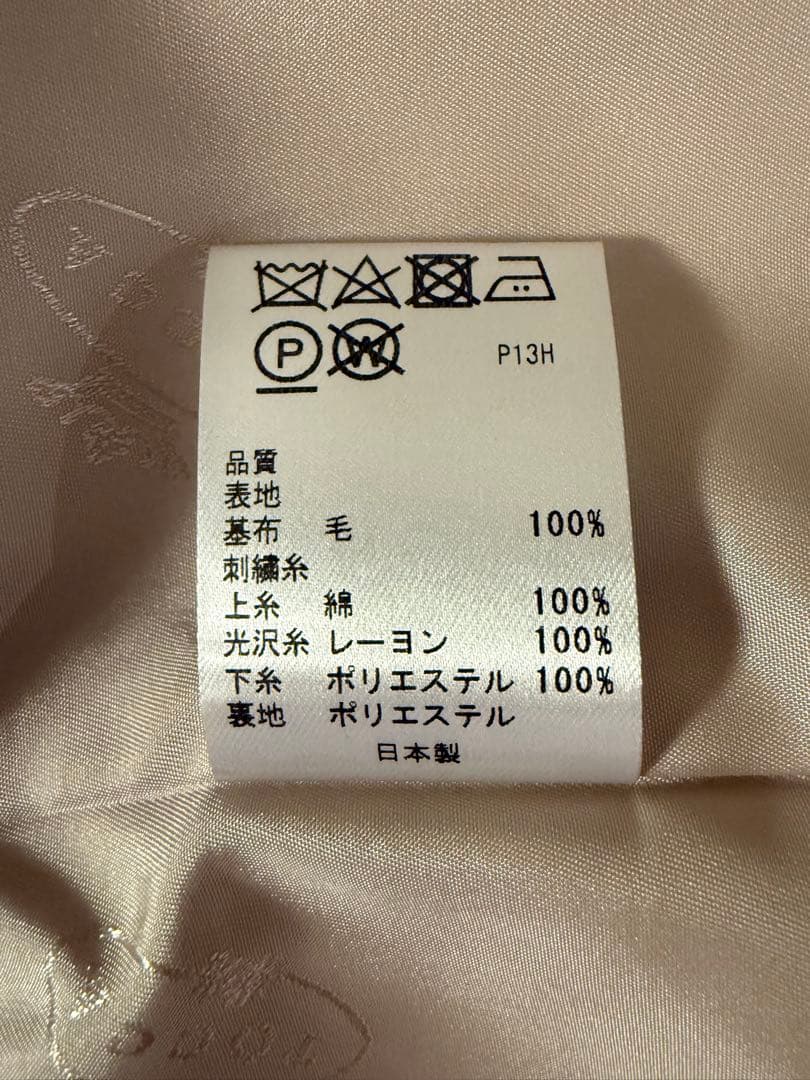 P
W
P13H
品質
表地
基布 毛 100%
刺繍糸
上糸 綿 100%
光沢糸 レーヨン 100%
下糸 ポリエステル 100%
裏地 ポリエステル
日本製